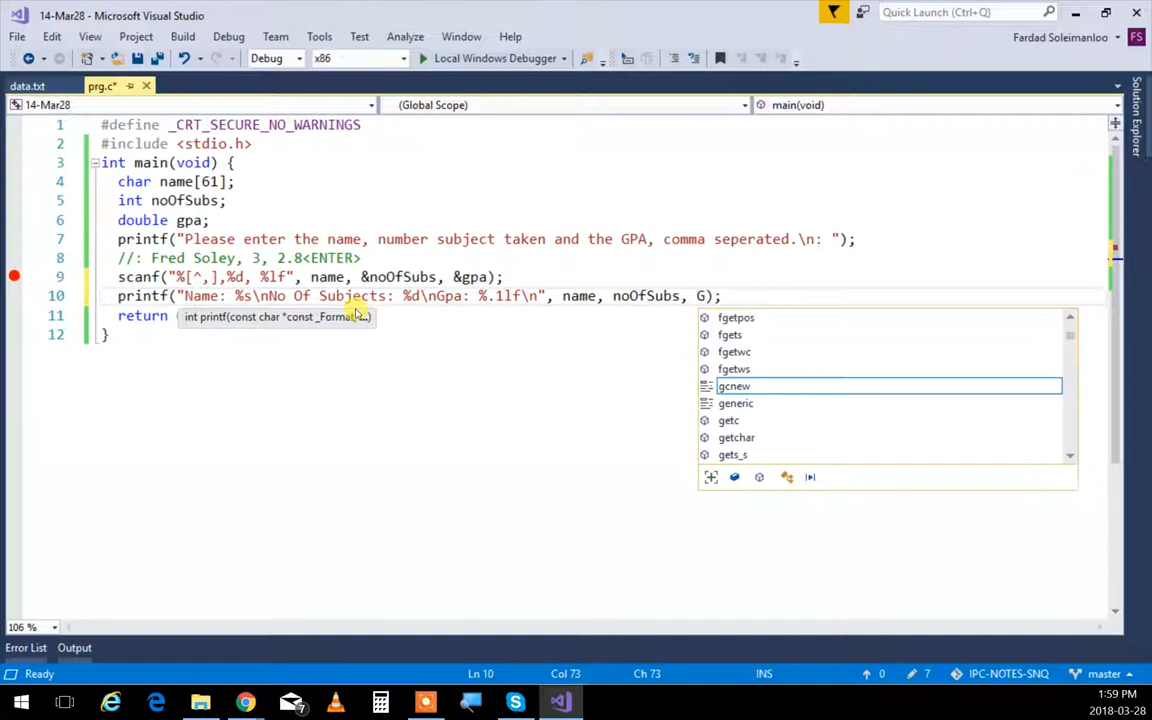 14-Mar28 - Microsoft Visual Studio
Quick Launch (Ctrl+Q)
File Edit View Project Build Debug Team Tools Test Analyze Window Help
Fardad Soleimanloo FS
Debug x86 Local Windows Debugger
data.txt prg.c*
14-Mar28 (Global Scope) main(void)
1 #define _CRT_SECURE_NO_WARNINGS
2 #include <stdio.h>
3 int main(void) {
4 char name[61];
5 int noOfSubs;
6 double gpa;
7 printf("Please enter the name, number subject taken and the GPA, comma seperated.\n: ");
8 //: Fred Soley, 3, 2.8<ENTER>
9 scanf("%[^,],%d, %lf", name, &noOfSubs, &gpa);
10 printf("Name: %s\nNo Of Subjects: %d\nGpa: %.1lf\n", name, noOfSubs, G);
11 return
int printf(const char *const _Format, ...)
12 }
fgetpos
fgets
fgetwc
fgetws
gcnew
generic
getc
getchar
gets_s
Solution Explorer
106 %
Error List Output
Ready Ln 10 Col 73 Ch 73 INS 0 7 IPC-NOTES-SNQ master
7
1:59 PM
2018-03-28